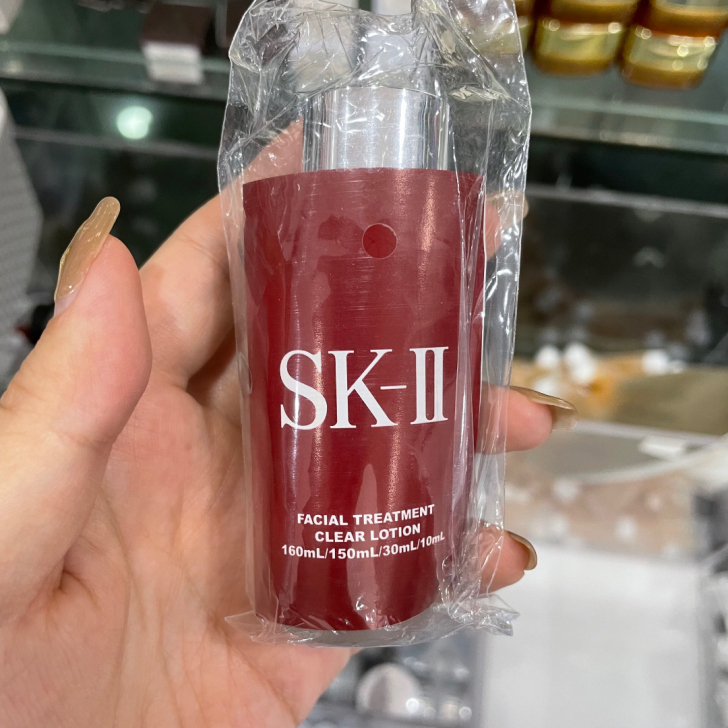 SK-II
FACIAL TREATMENT
CLEAR LOTION
160mL/150mL/30mL/10mL